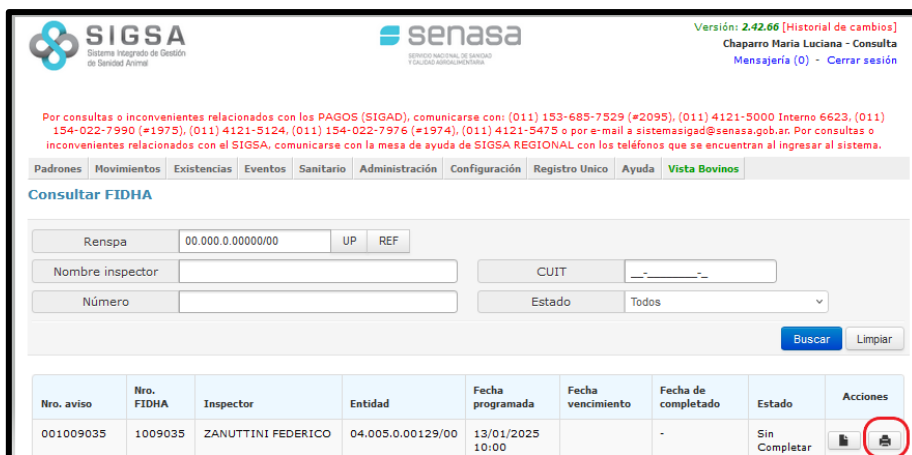 SIGSA
Sistema Integrado de Gestión
de Sanidad Animal
senasa
SERVICIO NACIONAL DE SANIDAD
Y CALIDAD AGROALIMENTARIA
Versión: 2.42.66 [Historial de cambios]
Chaparro Maria Luciana - Consulta
Mensajería (0) - Cerrar sesión
Por consultas o inconvenientes relacionados con los PAGOS (SIGAD), comunicarse con: (011) 153-685-7529 (#2095), (011) 4121-5000 Interno 6623, (011)
154-022-7990 (#1975), (011) 4121-5124, (011) 154-022-7976 (#1974), (011) 4121-5475 o por e-mail a sistemasigad@senasa.gob.ar. Por consultas o
inconvenientes relacionados con el SIGSA, comunicarse con la mesa de ayuda de SIGSA REGIONAL con los teléfonos que se encuentran al ingresar al sistema.
Padrones Movimientos Existencias Eventos Sanitario Administración Configuración Registro Unico Ayuda Vista Bovinos
Consultar FIDHA
Renspa 00.000.0.00000/00 UP REF
Nombre inspector CUIT __-________-_
Número Estado Todos
Buscar Limpiar
Nro. aviso Nro. FIDHA Inspector Entidad Fecha programada Fecha vencimiento Fecha de completado Estado Acciones
001009035 1009035 ZANUTTINI FEDERICO 04.005.0.00129/00 13/01/2025 10:00 - Sin Completar